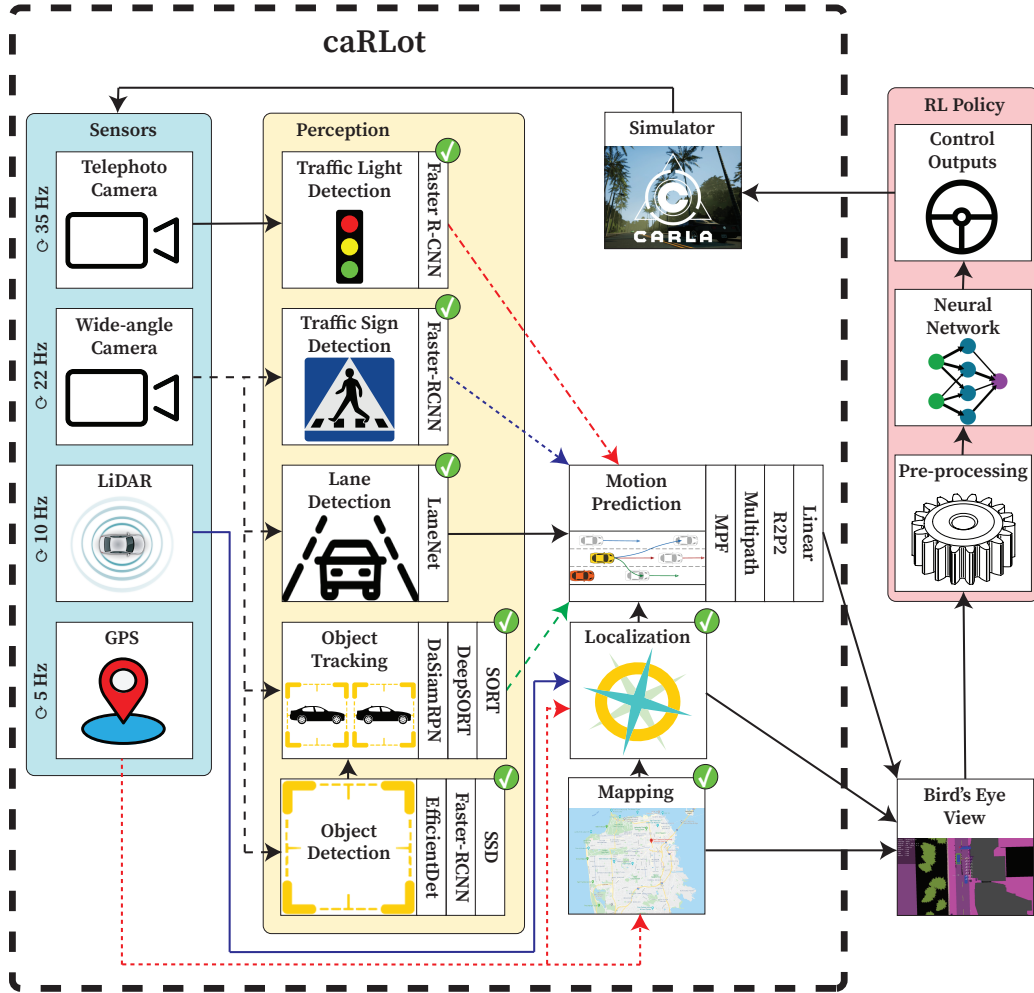 caRLot
Sensors
Telephoto
Camera
35 Hz
Wide-angle
Camera
22 Hz
LiDAR
10 Hz
GPS
5 Hz
Perception
Traffic Light
Detection
Faster R-CNN
Traffic Sign
Detection
Faster-RCNN
Lane
Detection
LaneNet
Object
Tracking
DaSiamRPN
DeepSORT
SORT
Object
Detection
EfficientDet
Faster-RCNN
SSD
Simulator
CARLA
Motion
Prediction
MPF
Multipath
R2P2
Linear
Localization
Mapping
RL Policy
Control
Outputs
Neural
Network
Pre-processing
Bird's Eye
View